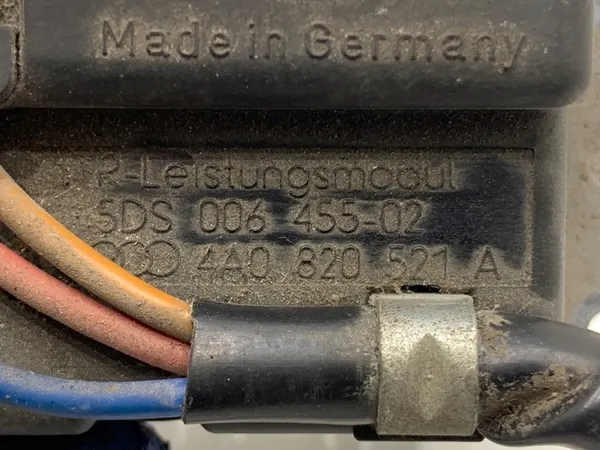 Made in Germany
R-Leistungsmodul
5DS 006 455-02
4A0 820 521 A